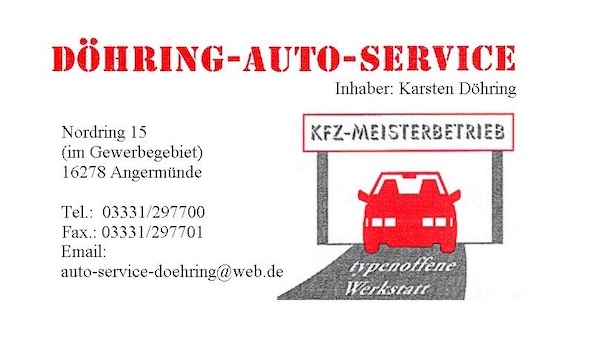 DÖHRING-AUTO-SERVICE
Inhaber: Karsten Döhring
Nordring 15
(im Gewerbegebiet)
16278 Angermünde
Tel.: 03331/297700
Fax.: 03331/297701
Email:
auto-service-doehring@web.de
KFZ-MEISTERBETRIEB
typenoffene
Werkstatt